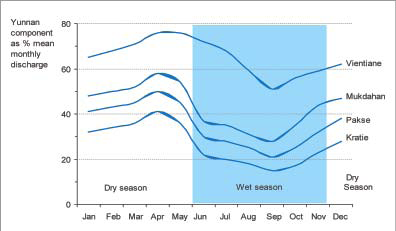 Yunnan
component
as % mean
monthly
discharge
80
60
40
20
0
Vientiane
Mukdahan
Pakse
Kratie
Dry season
Wet season
Dry
Season
Jan Feb Mar Apr May Jun Jul Aug Sep Oct Nov Dec